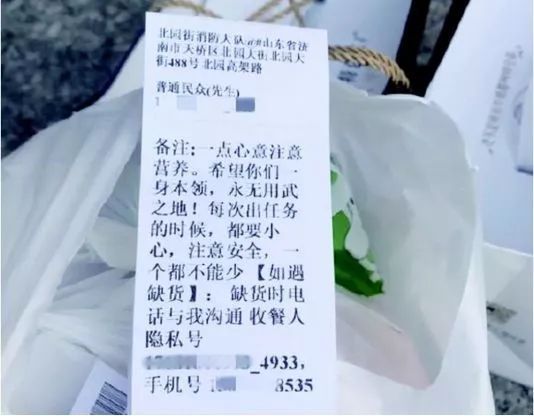 北园街消防大队@#山东省济
南市天桥区北园大街北园大
街488号北园高架路
普通民众(先生)
1
备注:一点心意注意
营养。希望你们一
身本领,永无用武
之地！每次出任务
的时候,都要小
心,注意安全,一
个都不能少【如遇
缺货】: 缺货时电
话与我沟通 收餐人
隐私号
_4933,
手机号1 8535